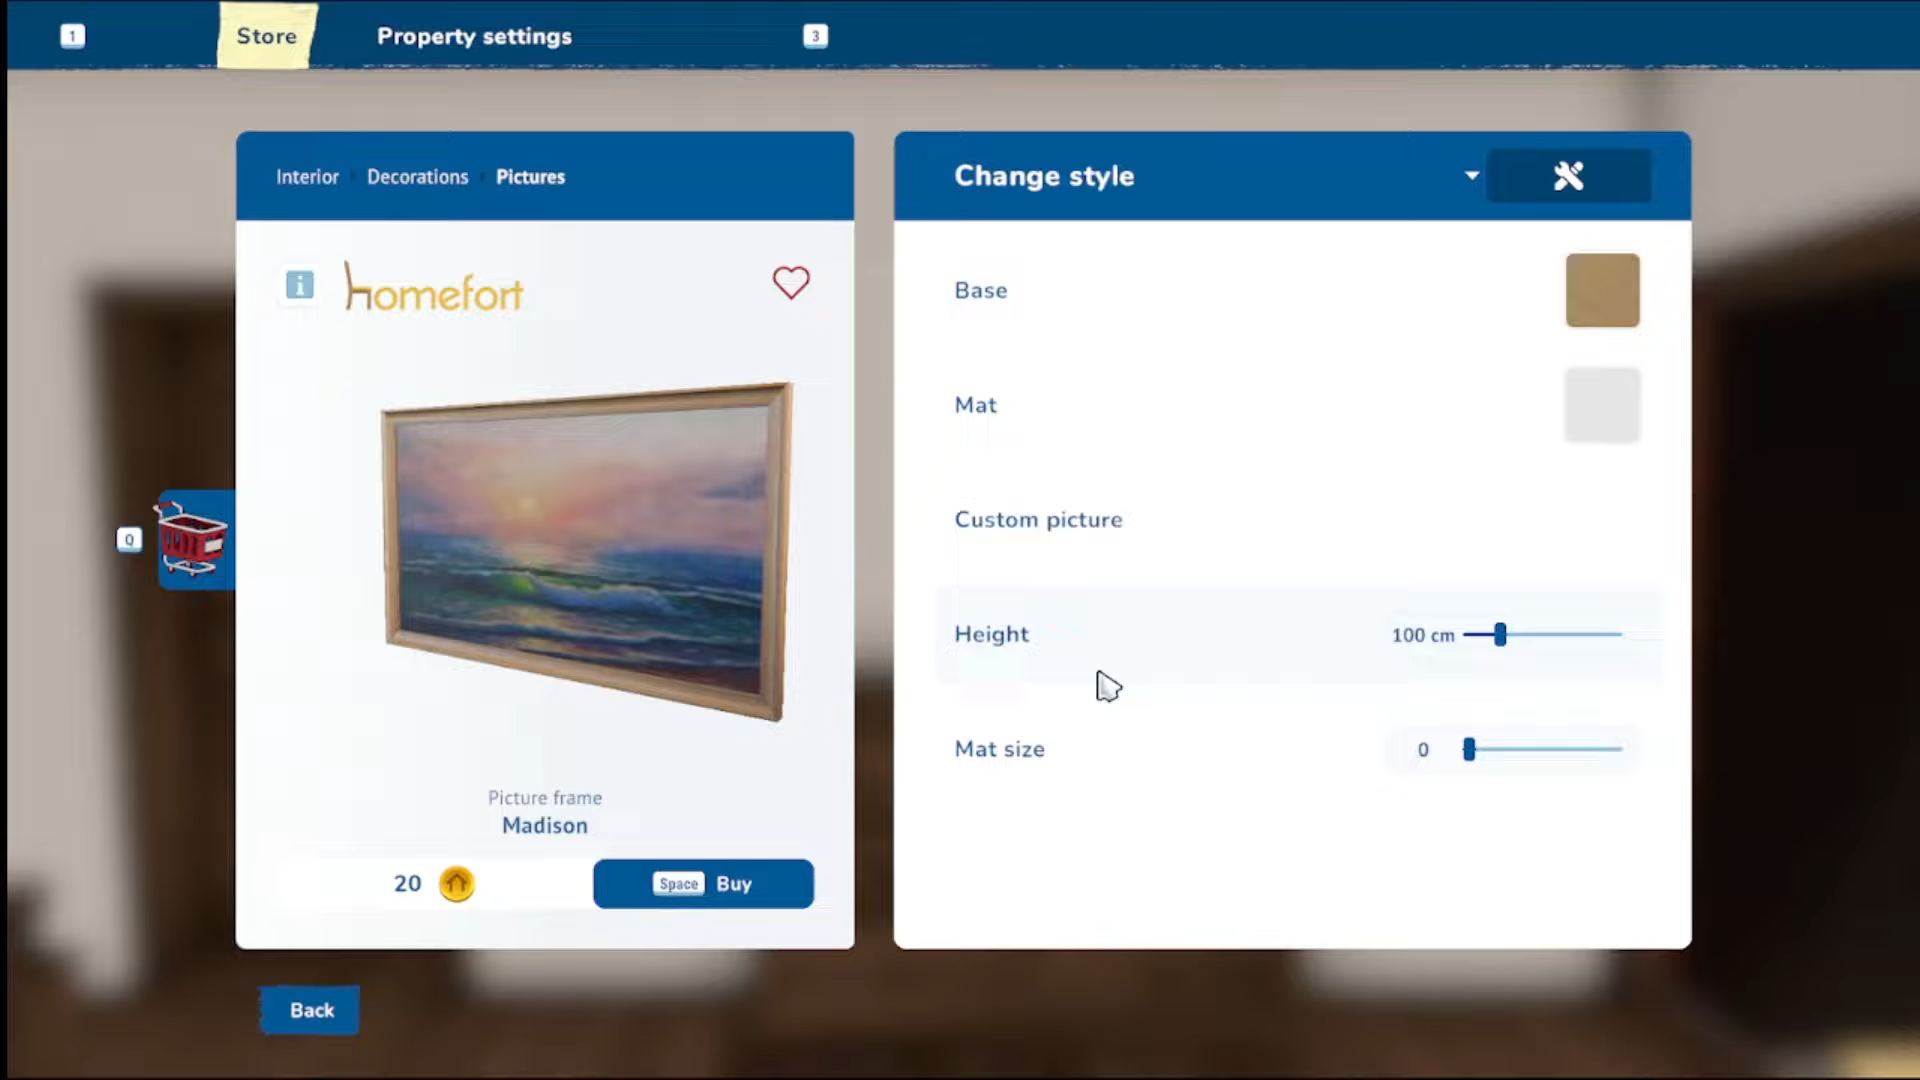 1
Store
Property settings
3
Interior Decorations Pictures
i
homefort
Q
Picture frame
Madison
20
Space Buy
Change style
Base
Mat
Custom picture
Height
100 cm
Mat size
0
Back